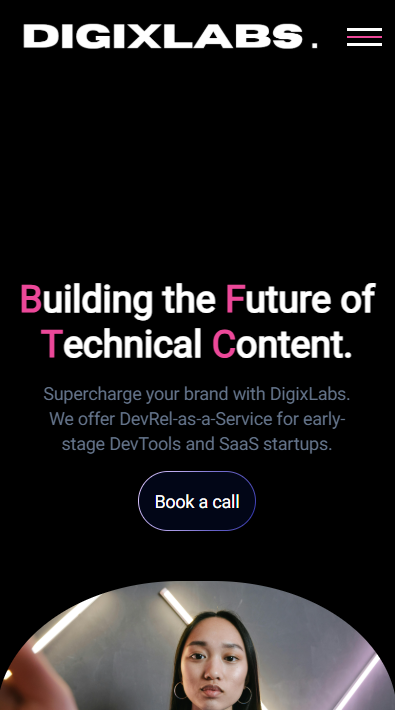 DIGIXLABS.
Building the Future of
Technical Content.
Supercharge your brand with DigixLabs.
We offer DevRel-as-a-Service for early-
stage DevTools and SaaS startups.
Book a call